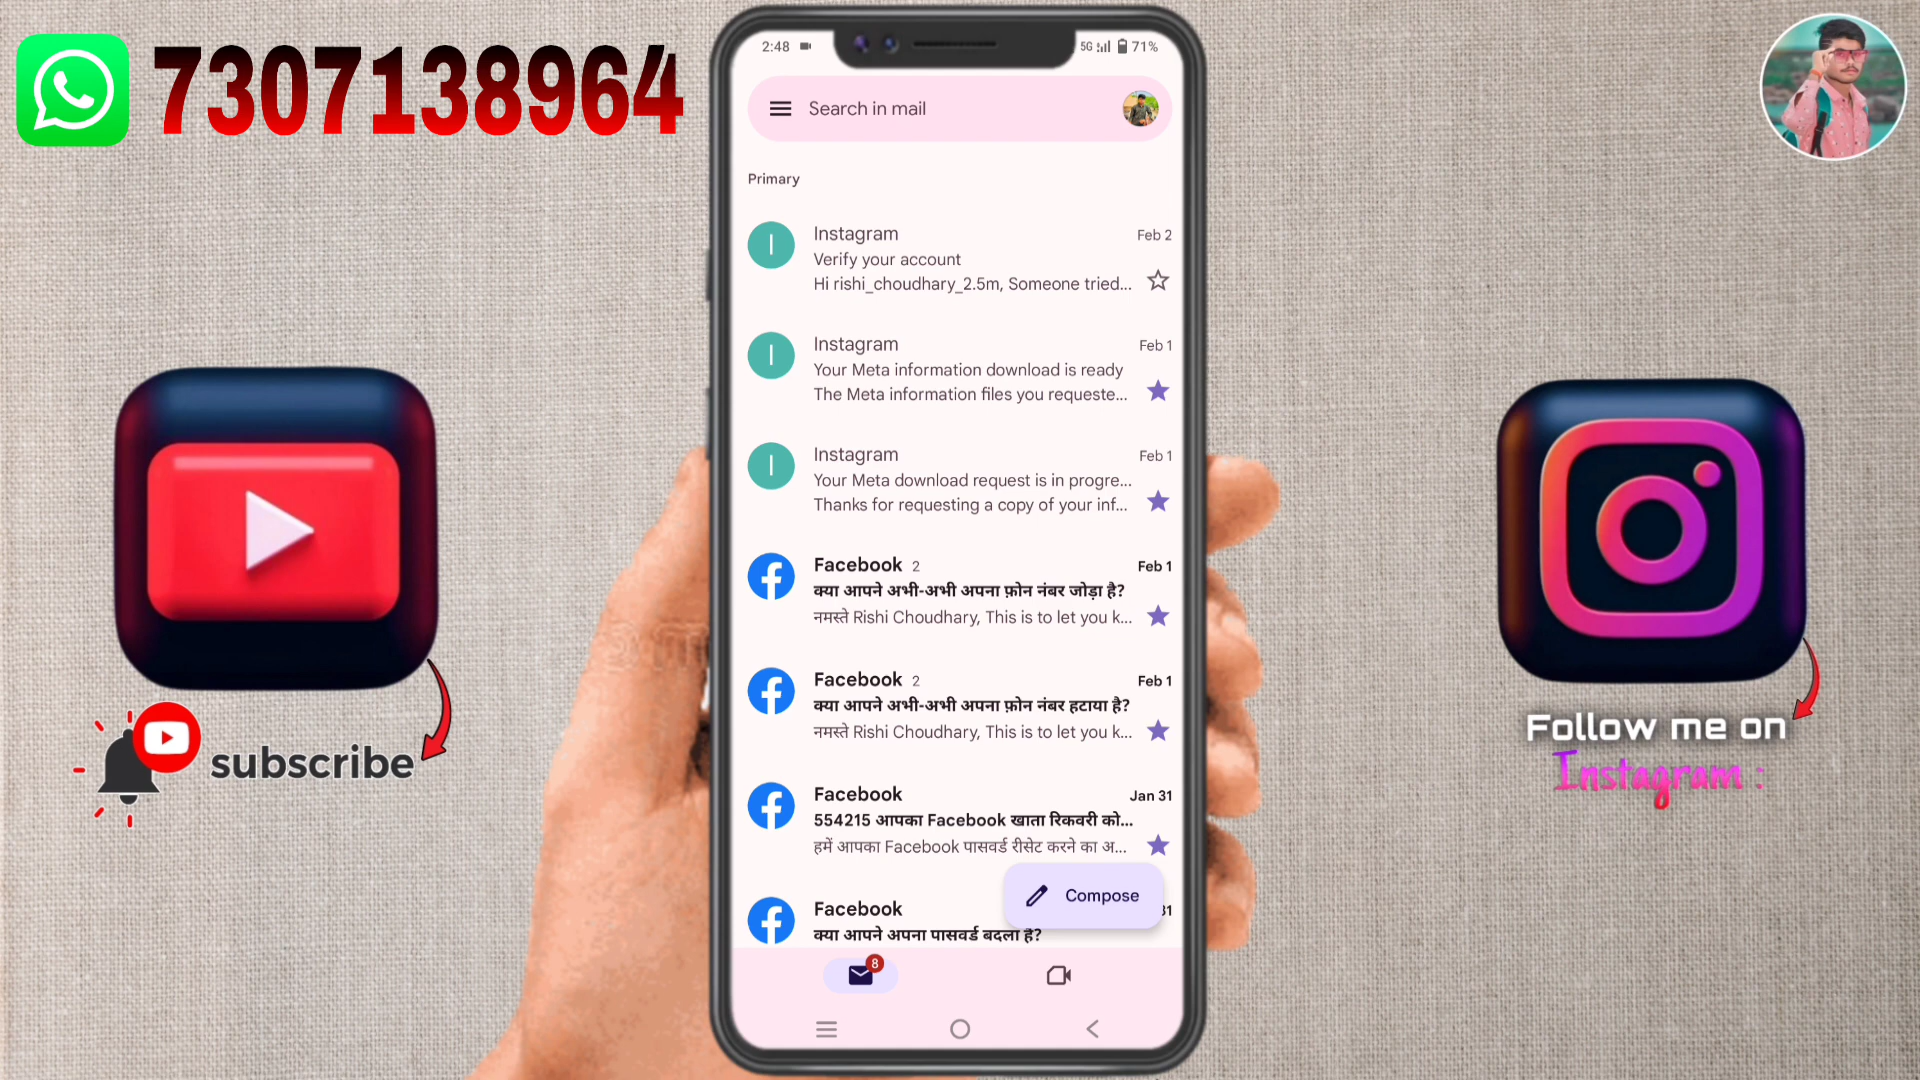 7307138964
2:48
5G
71%
Search in mail
Primary
I
Instagram
Feb 2
Verify your account
Hi rishi_choudhary_2.5m, Someone tried...
I
Instagram
Feb 1
Your Meta information download is ready
The Meta information files you requeste...
I
Instagram
Feb 1
Your Meta download request is in progre...
Thanks for requesting a copy of your inf...
Facebook 2
Feb 1
क्या आपने अभी-अभी अपना फ़ोन नंबर जोड़ा है?
नमस्ते Rishi Choudhary, This is to let you k...
Facebook 2
Feb 1
क्या आपने अभी-अभी अपना फ़ोन नंबर हटाया है?
नमस्ते Rishi Choudhary, This is to let you k...
Facebook
Jan 31
554215 आपका Facebook खाता रिकवरी को...
हमें आपका Facebook पासवर्ड रीसेट करने का अ...
Compose
Facebook
31
क्या आपने अपना पासवर्ड बदला है?
8
subscribe
Follow me on
Instagram :